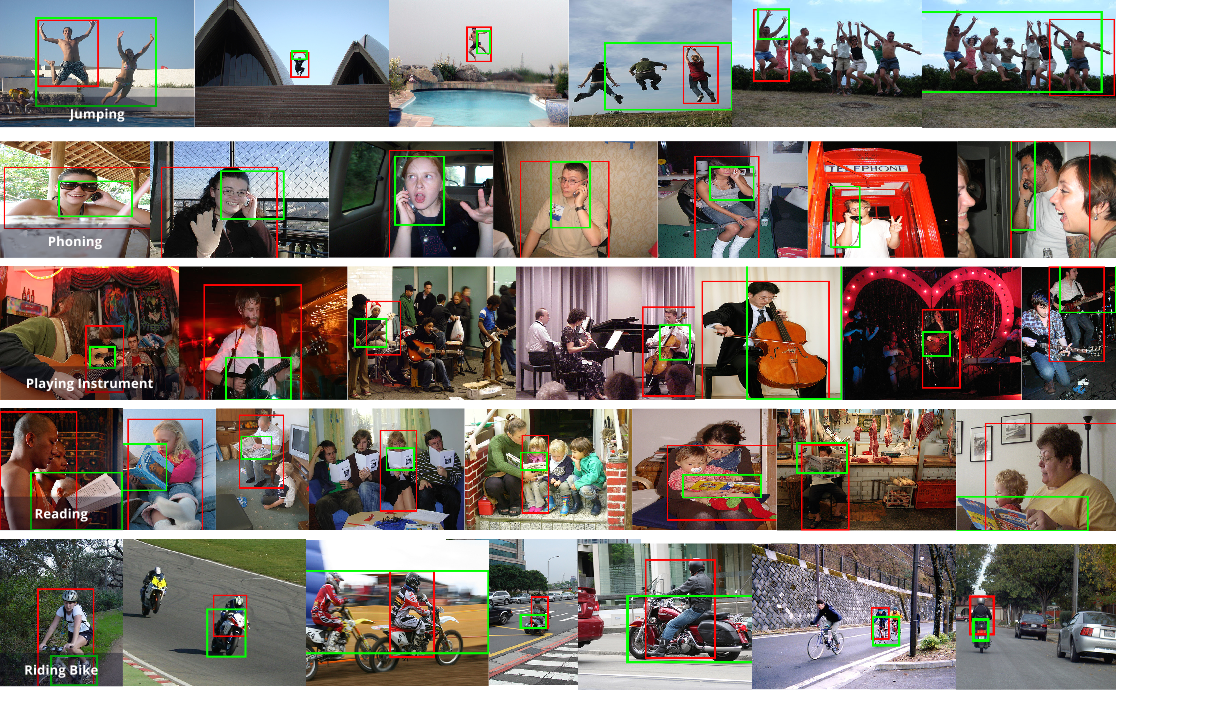 Jumping
Phoning
TELEPHONE
Playing Instrument
Reading
Riding Bike